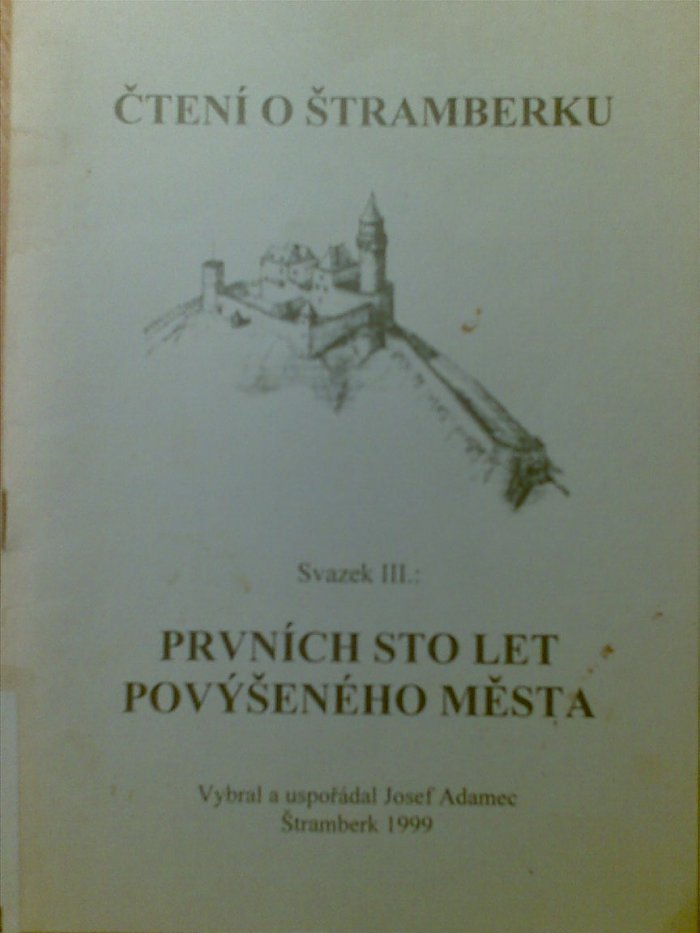 ČTENÍ O ŠTRAMBERKU
Svazek III.:
PRVNÍCH STO LET
POVÝŠENÉHO MĚSTA
Vybral a uspořádal Josef Adamec
Štramberk 1999